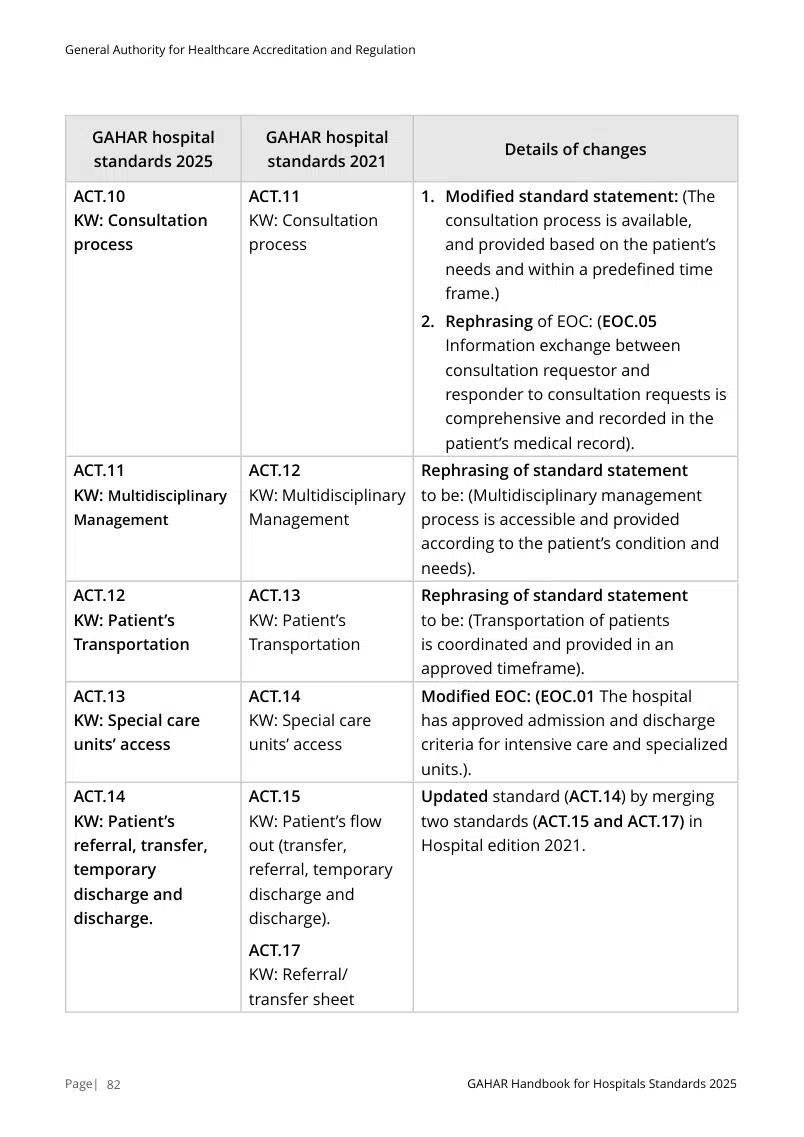 General Authority for Healthcare Accreditation and Regulation
GAHAR hospital
standards 2025
GAHAR hospital
standards 2021
Details of changes
ACT.10
KW: Consultation
process
ACT.11
KW: Consultation
process
1. Modified standard statement: (The
consultation process is available,
and provided based on the patient’s
needs and within a predefined time
frame.)
2. Rephrasing of EOC: (EOC.05
Information exchange between
consultation requestor and
responder to consultation requests is
comprehensive and recorded in the
patient’s medical record).
ACT.11
KW: Multidisciplinary
Management
ACT.12
KW: Multidisciplinary
Management
Rephrasing of standard statement
to be: (Multidisciplinary management
process is accessible and provided
according to the patient’s condition and
needs).
ACT.12
KW: Patient’s
Transportation
ACT.13
KW: Patient’s
Transportation
Rephrasing of standard statement
to be: (Transportation of patients
is coordinated and provided in an
approved timeframe).
ACT.13
KW: Special care
units’ access
ACT.14
KW: Special care
units’ access
Modified EOC: (EOC.01 The hospital
has approved admission and discharge
criteria for intensive care and specialized
units.).
ACT.14
KW: Patient’s
referral, transfer,
temporary
discharge and
discharge.
ACT.15
KW: Patient’s flow
out (transfer,
referral, temporary
discharge and
discharge).
ACT.17
KW: Referral/
transfer sheet
Updated standard (ACT.14) by merging
two standards (ACT.15 and ACT.17) in
Hospital edition 2021.
Page| 82
GAHAR Handbook for Hospitals Standards 2025